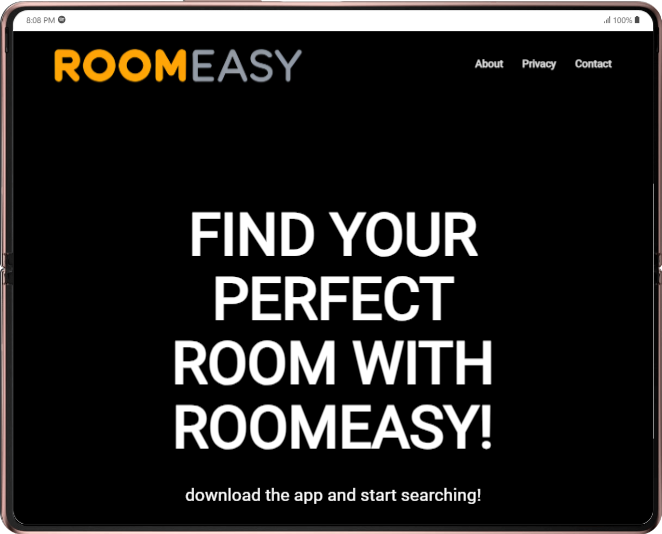 8:08 PM 100%
ROOMEASY
About Privacy Contact
FIND YOUR
PERFECT
ROOM WITH
ROOMEASY!
download the app and start searching!